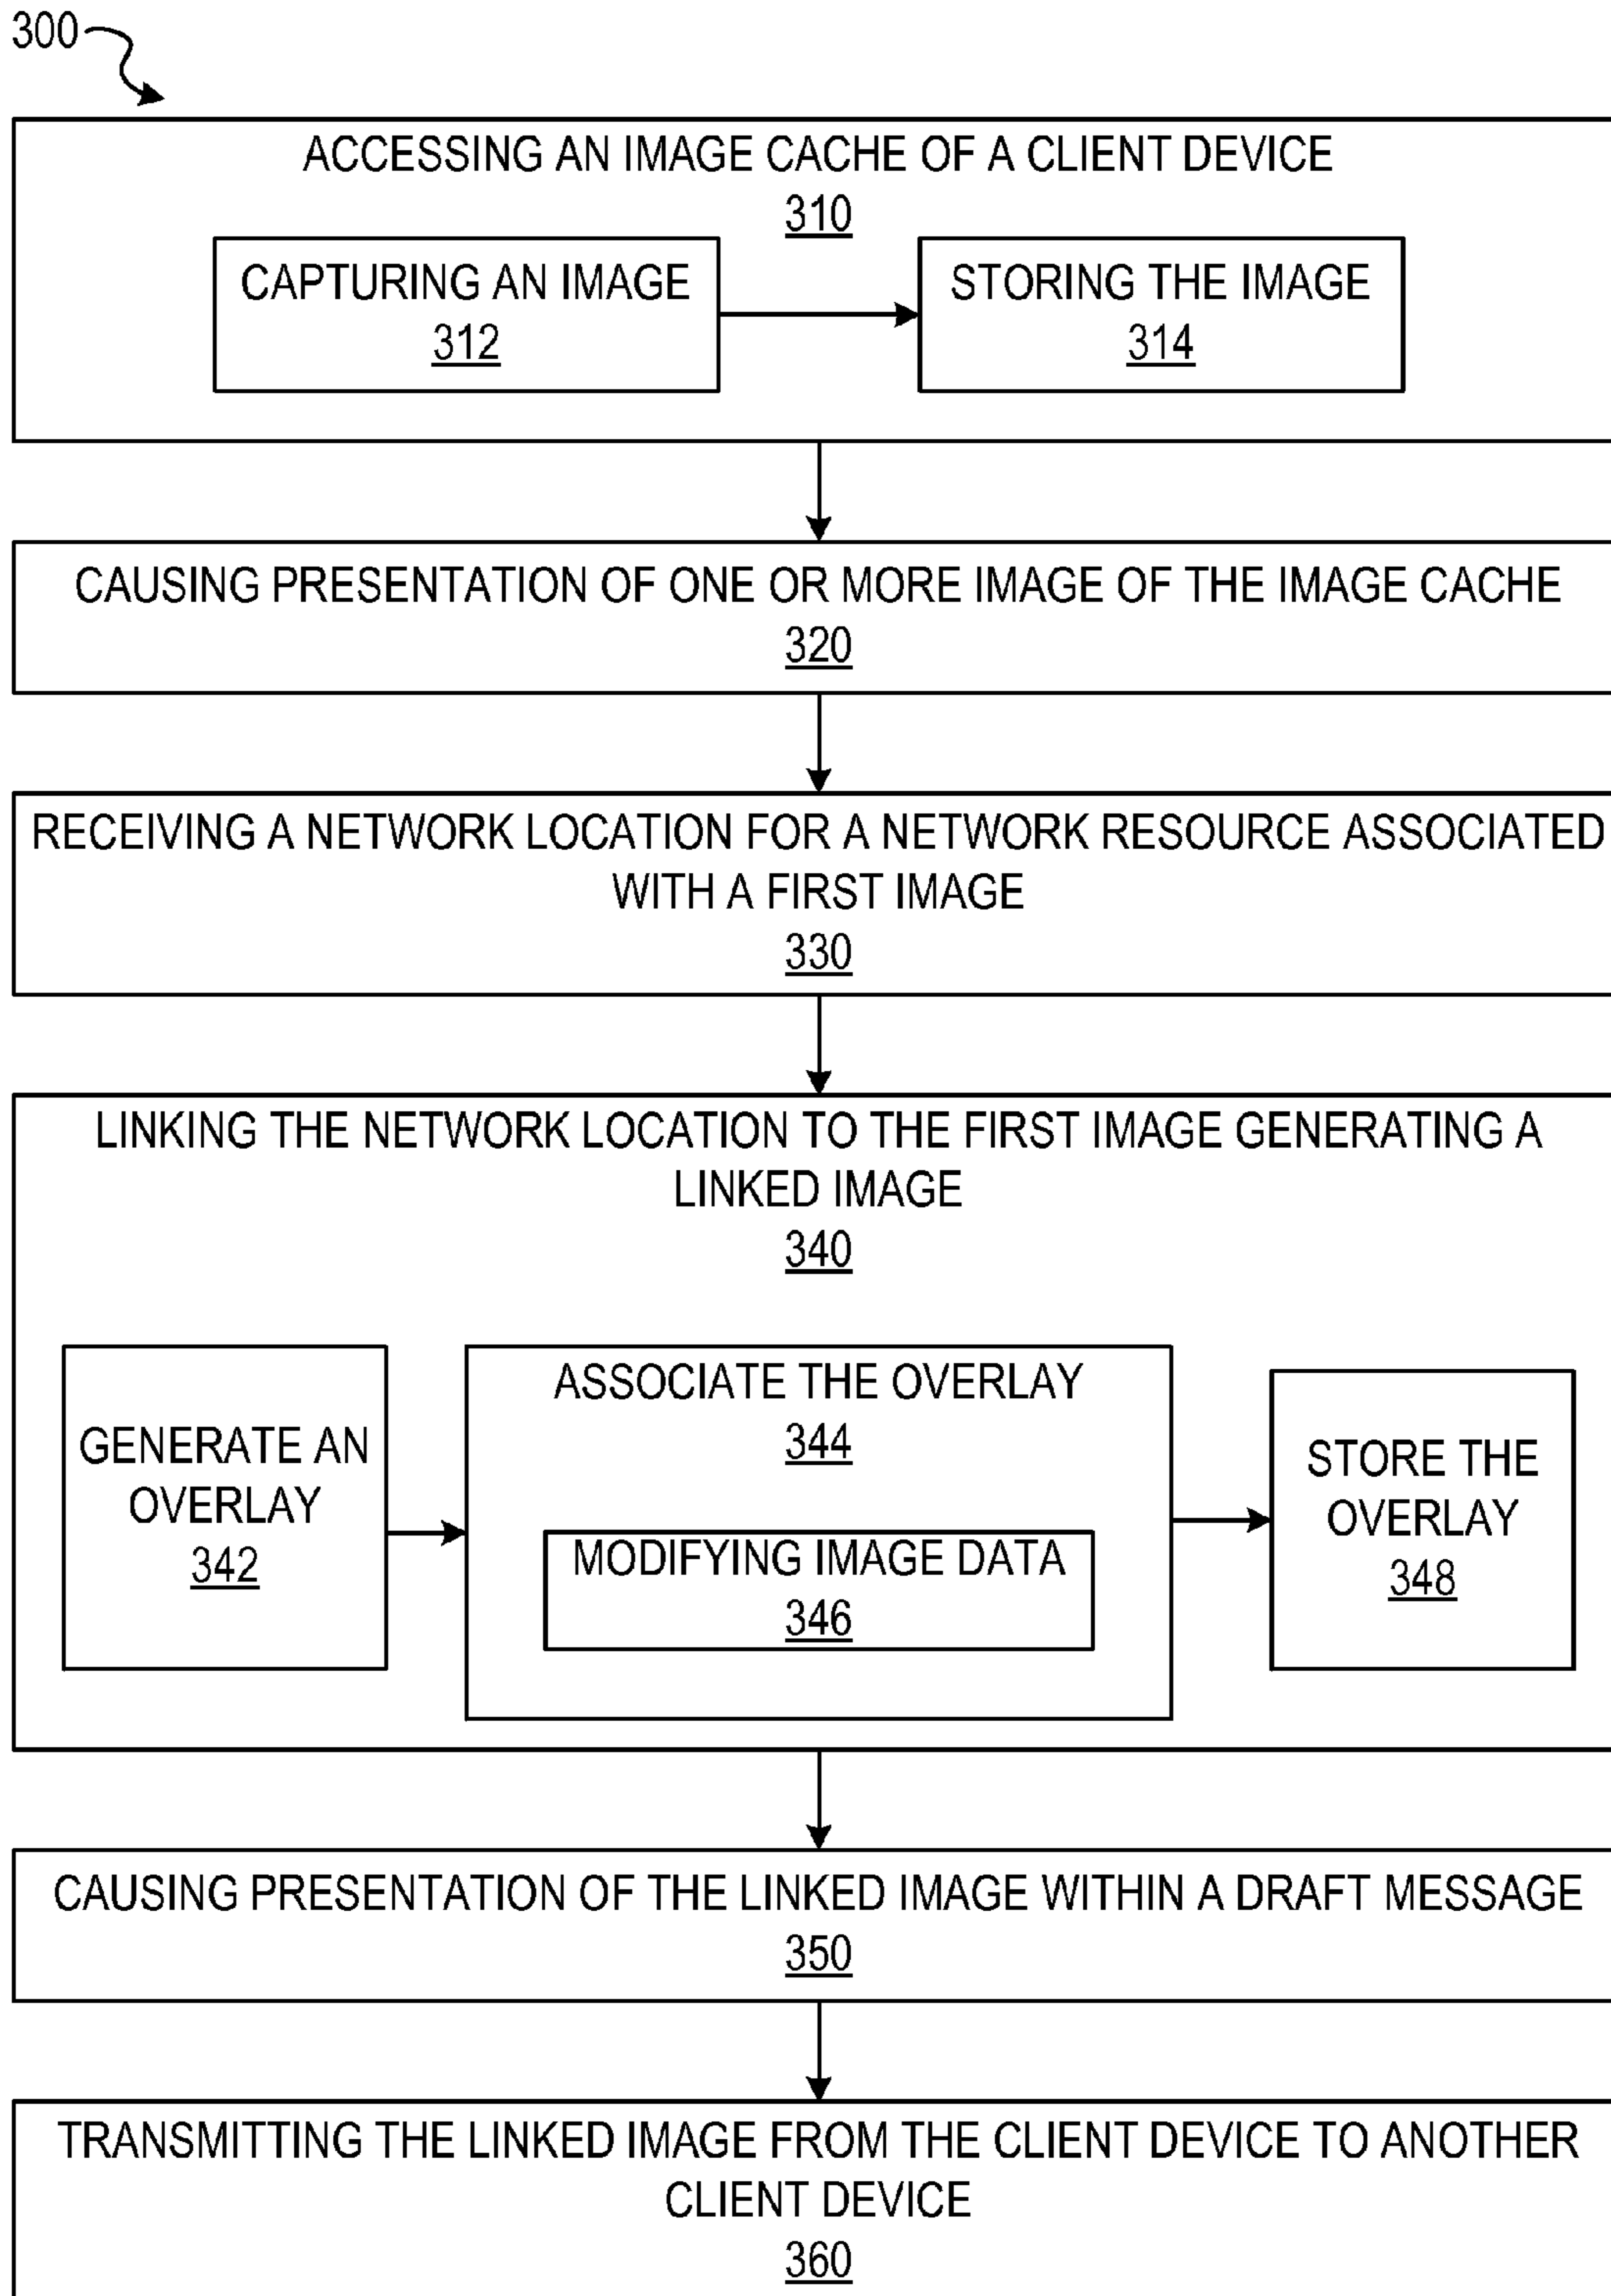 300
ACCESSING AN IMAGE CACHE OF A CLIENT DEVICE
310
CAPTURING AN IMAGE
312
STORING THE IMAGE
314
CAUSING PRESENTATION OF ONE OR MORE IMAGE OF THE IMAGE CACHE
320
RECEIVING A NETWORK LOCATION FOR A NETWORK RESOURCE ASSOCIATED
WITH A FIRST IMAGE
330
LINKING THE NETWORK LOCATION TO THE FIRST IMAGE GENERATING A
LINKED IMAGE
340
GENERATE AN
OVERLAY
342
ASSOCIATE THE OVERLAY
344
MODIFYING IMAGE DATA
346
STORE THE
OVERLAY
348
CAUSING PRESENTATION OF THE LINKED IMAGE WITHIN A DRAFT MESSAGE
350
TRANSMITTING THE LINKED IMAGE FROM THE CLIENT DEVICE TO ANOTHER
CLIENT DEVICE
360